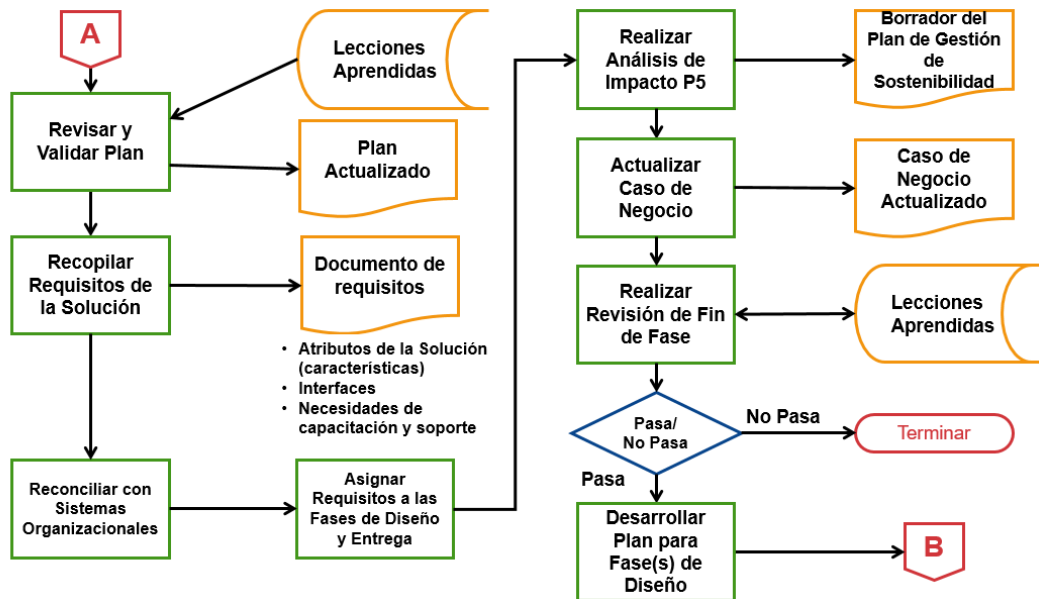 A
Lecciones
Aprendidas
Revisar y
Validar Plan
Plan
Actualizado
Recopilar
Requisitos de
la Solución
Documento de
requisitos
• Atributos de la Solución
(características)
• Interfaces
• Necesidades de
capacitación y soporte
Reconciliar con
Sistemas
Organizacionales
Asignar
Requisitos a las
Fases de Diseño
y Entrega
Realizar
Análisis de
Impacto P5
Borrador del
Plan de Gestión
de
Sostenibilidad
Actualizar
Caso de
Negocio
Caso de
Negocio
Actualizado
Realizar
Revisión de Fin
de Fase
Lecciones
Aprendidas
Pasa/
No Pasa
No Pasa
Terminar
Pasa
Desarrollar
Plan para
Fase(s) de
Diseño
B